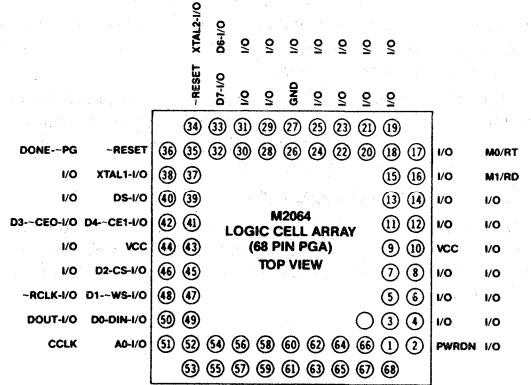 XTAL2-I/O D6-I/O I/O I/O I/O I/O I/O I/O
~RESET D7-I/O I/O I/O GND I/O I/O I/O I/O
34 33 31 29 27 25 23 21 19
DONE-~PG ~RESET 36 35 32 30 28 26 24 22 20 18 17 I/O M0/RT
I/O XTAL1-I/O 38 37 15 16 I/O M1/RD
I/O DS-I/O 40 39 13 14 I/O I/O
D3-~CEO-I/O D4-~CE1-I/O 42 41 M2064 11 12 I/O I/O
LOGIC CELL ARRAY
I/O VCC 44 43 (68 PIN PGA) 9 10 VCC I/O
TOP VIEW
I/O D2-CS-I/O 46 45 7 8 I/O I/O
~RCLK-I/O D1-~WS-I/O 48 47 5 6 I/O I/O
DOUT-I/O D0-DIN-I/O 50 49 3 4 I/O I/O
CCLK A0-I/O 51 52 54 56 58 60 62 64 66 1 2 PWRDN I/O
53 55 57 59 61 63 65 67 68